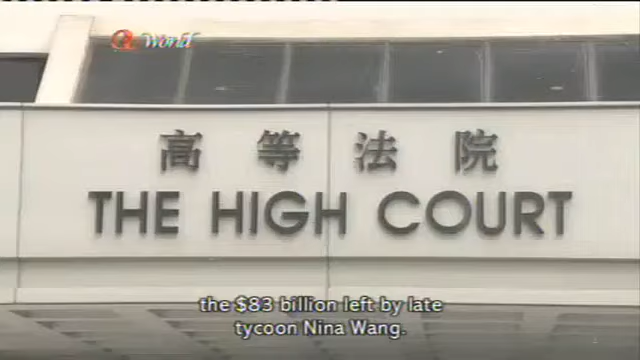 World
高等法院
THE HIGH COURT
the $83 billion left by late
tycoon Nina Wang.